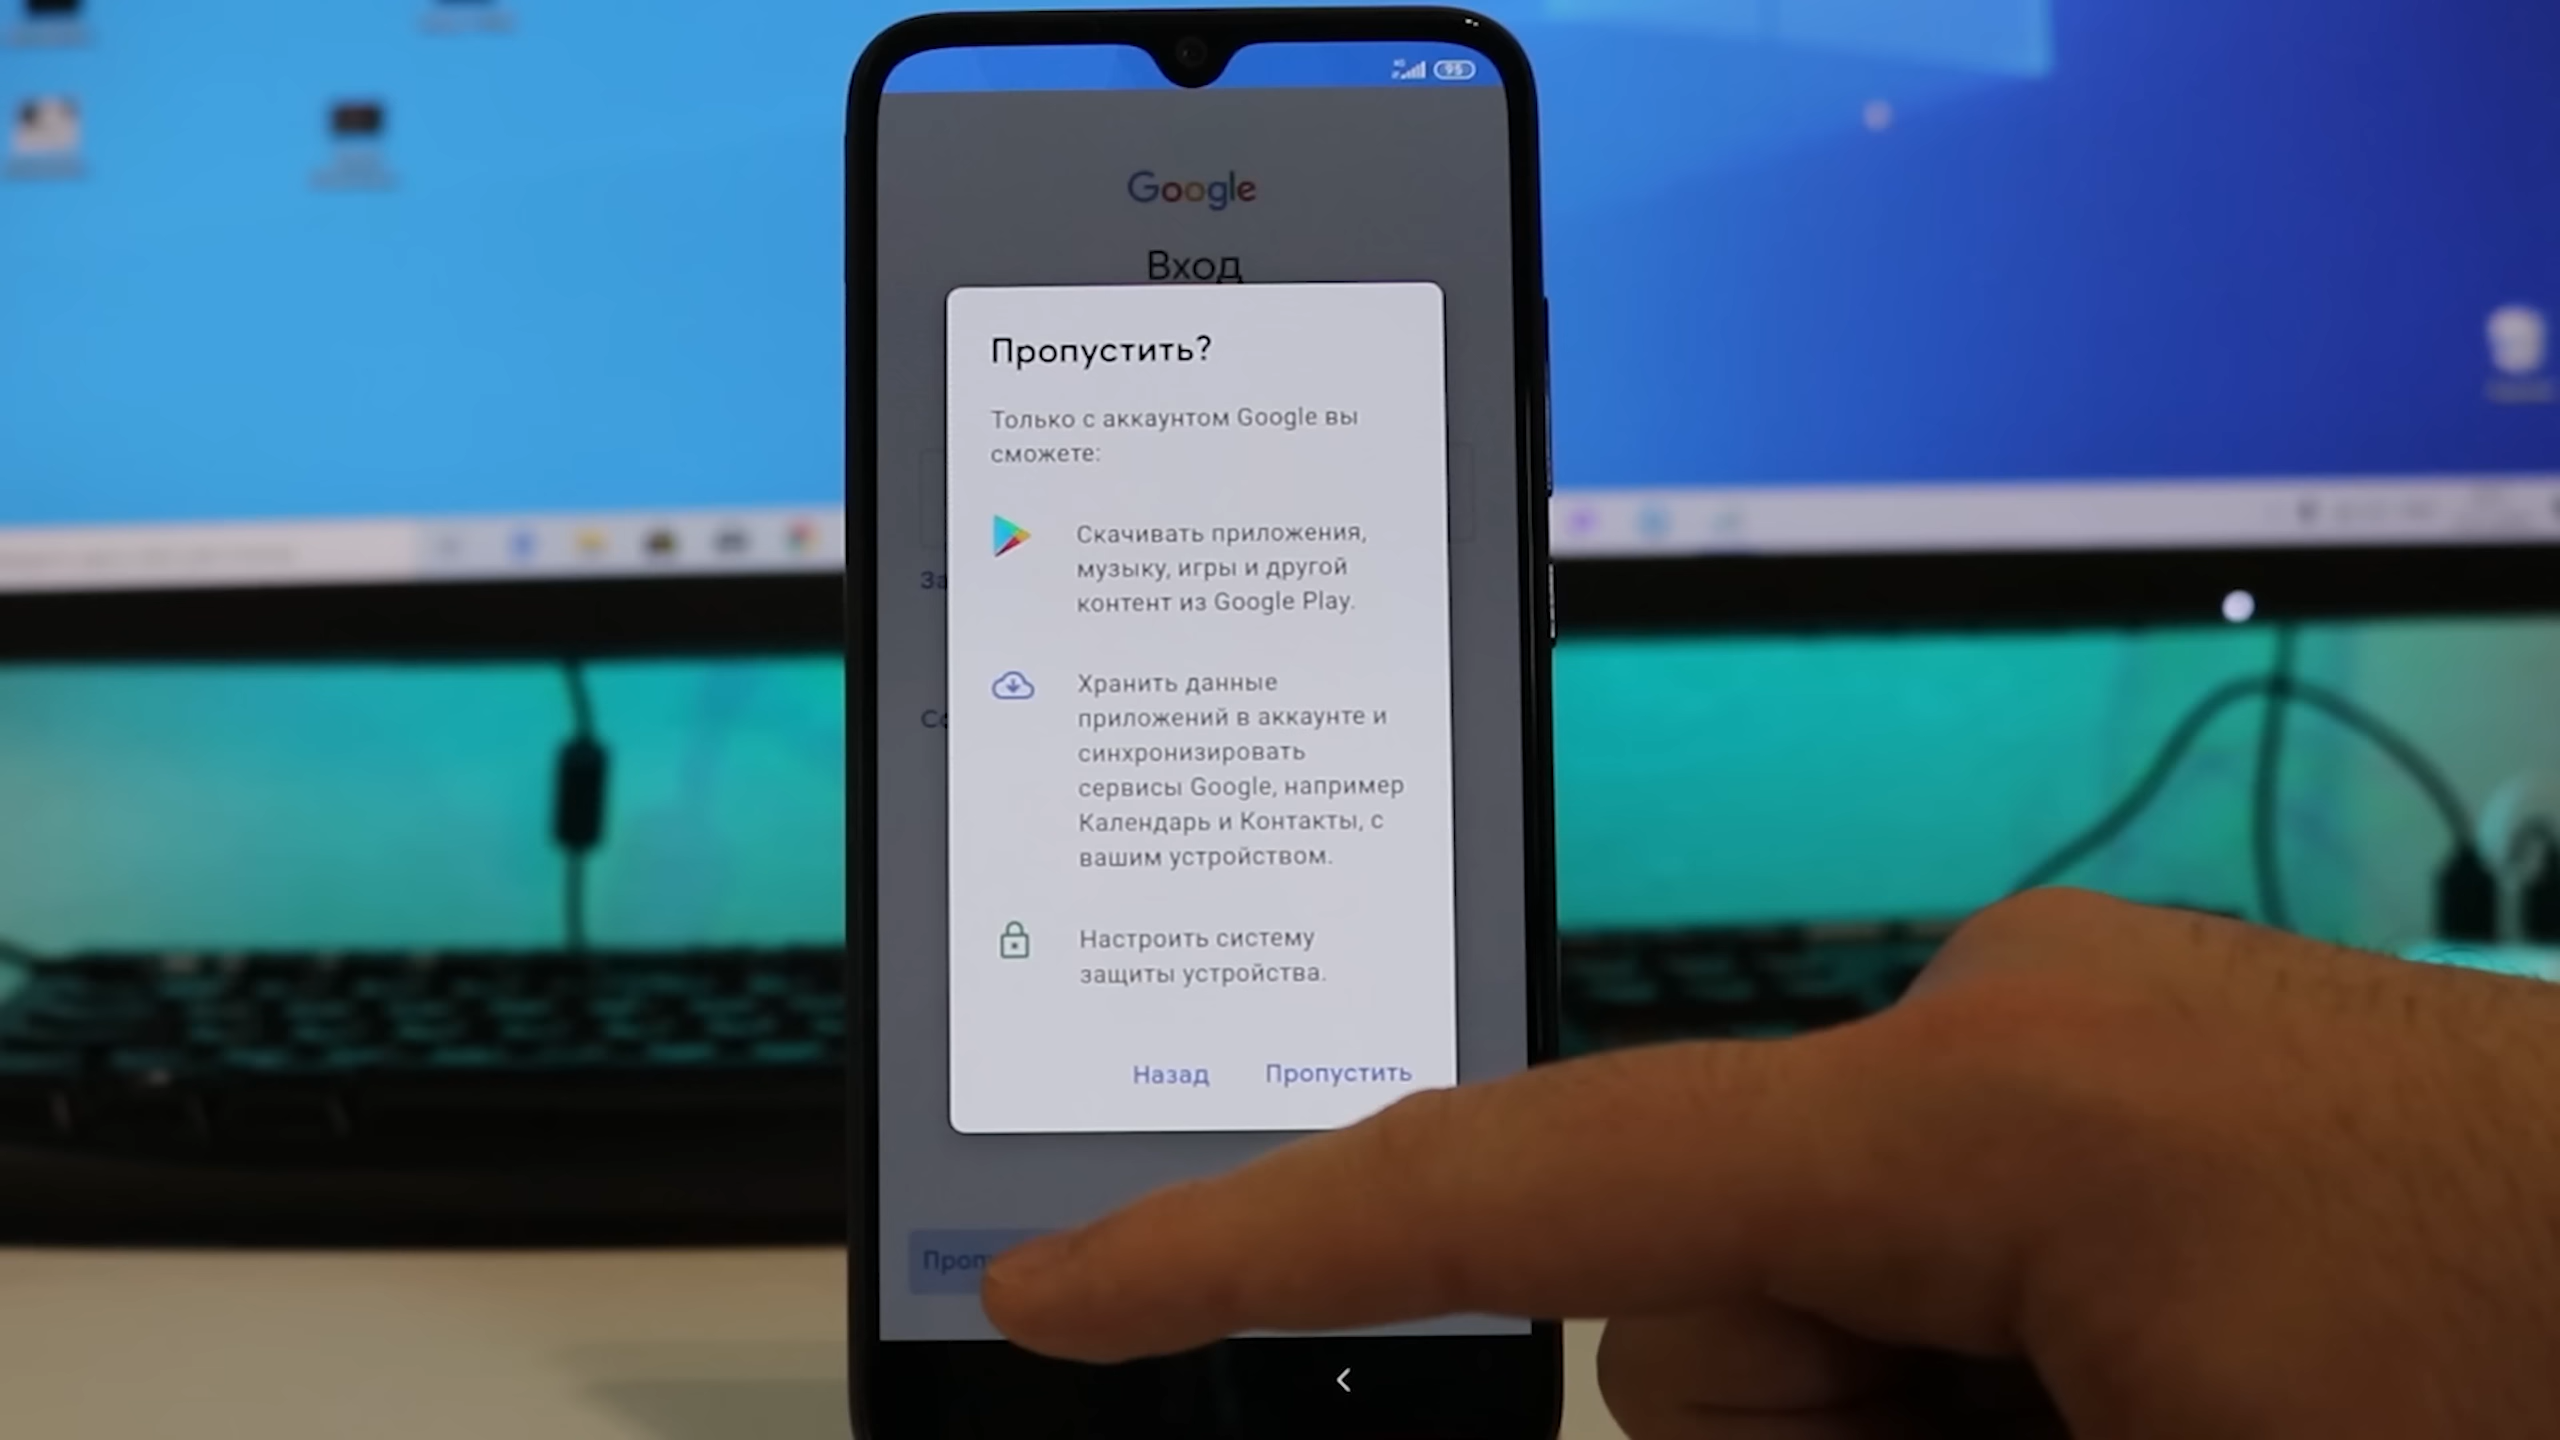 95
Google
Вход
Пропустить?
Только с аккаунтом Google вы
сможете:
Скачивать приложения,
музыку, игры и другой
контент из Google Play.
Хранить данные
приложений в аккаунте и
синхронизировать
сервисы Google, например
Календарь и Контакты, с
вашим устройством.
Настроить систему
защиты устройства.
Назад Пропустить